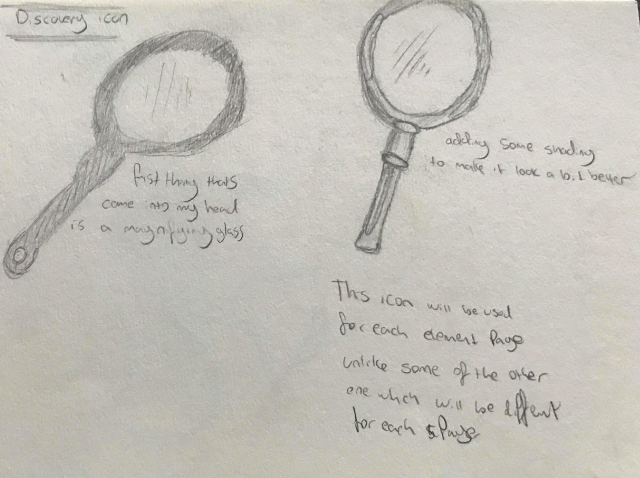 Discovery icon
first thing thats
come into my head
is a magnifying glass
adding some shading
to make it look a bit better
This icon will be used
for each element Page
unlike some of the other
one which will be diffent
for each Page